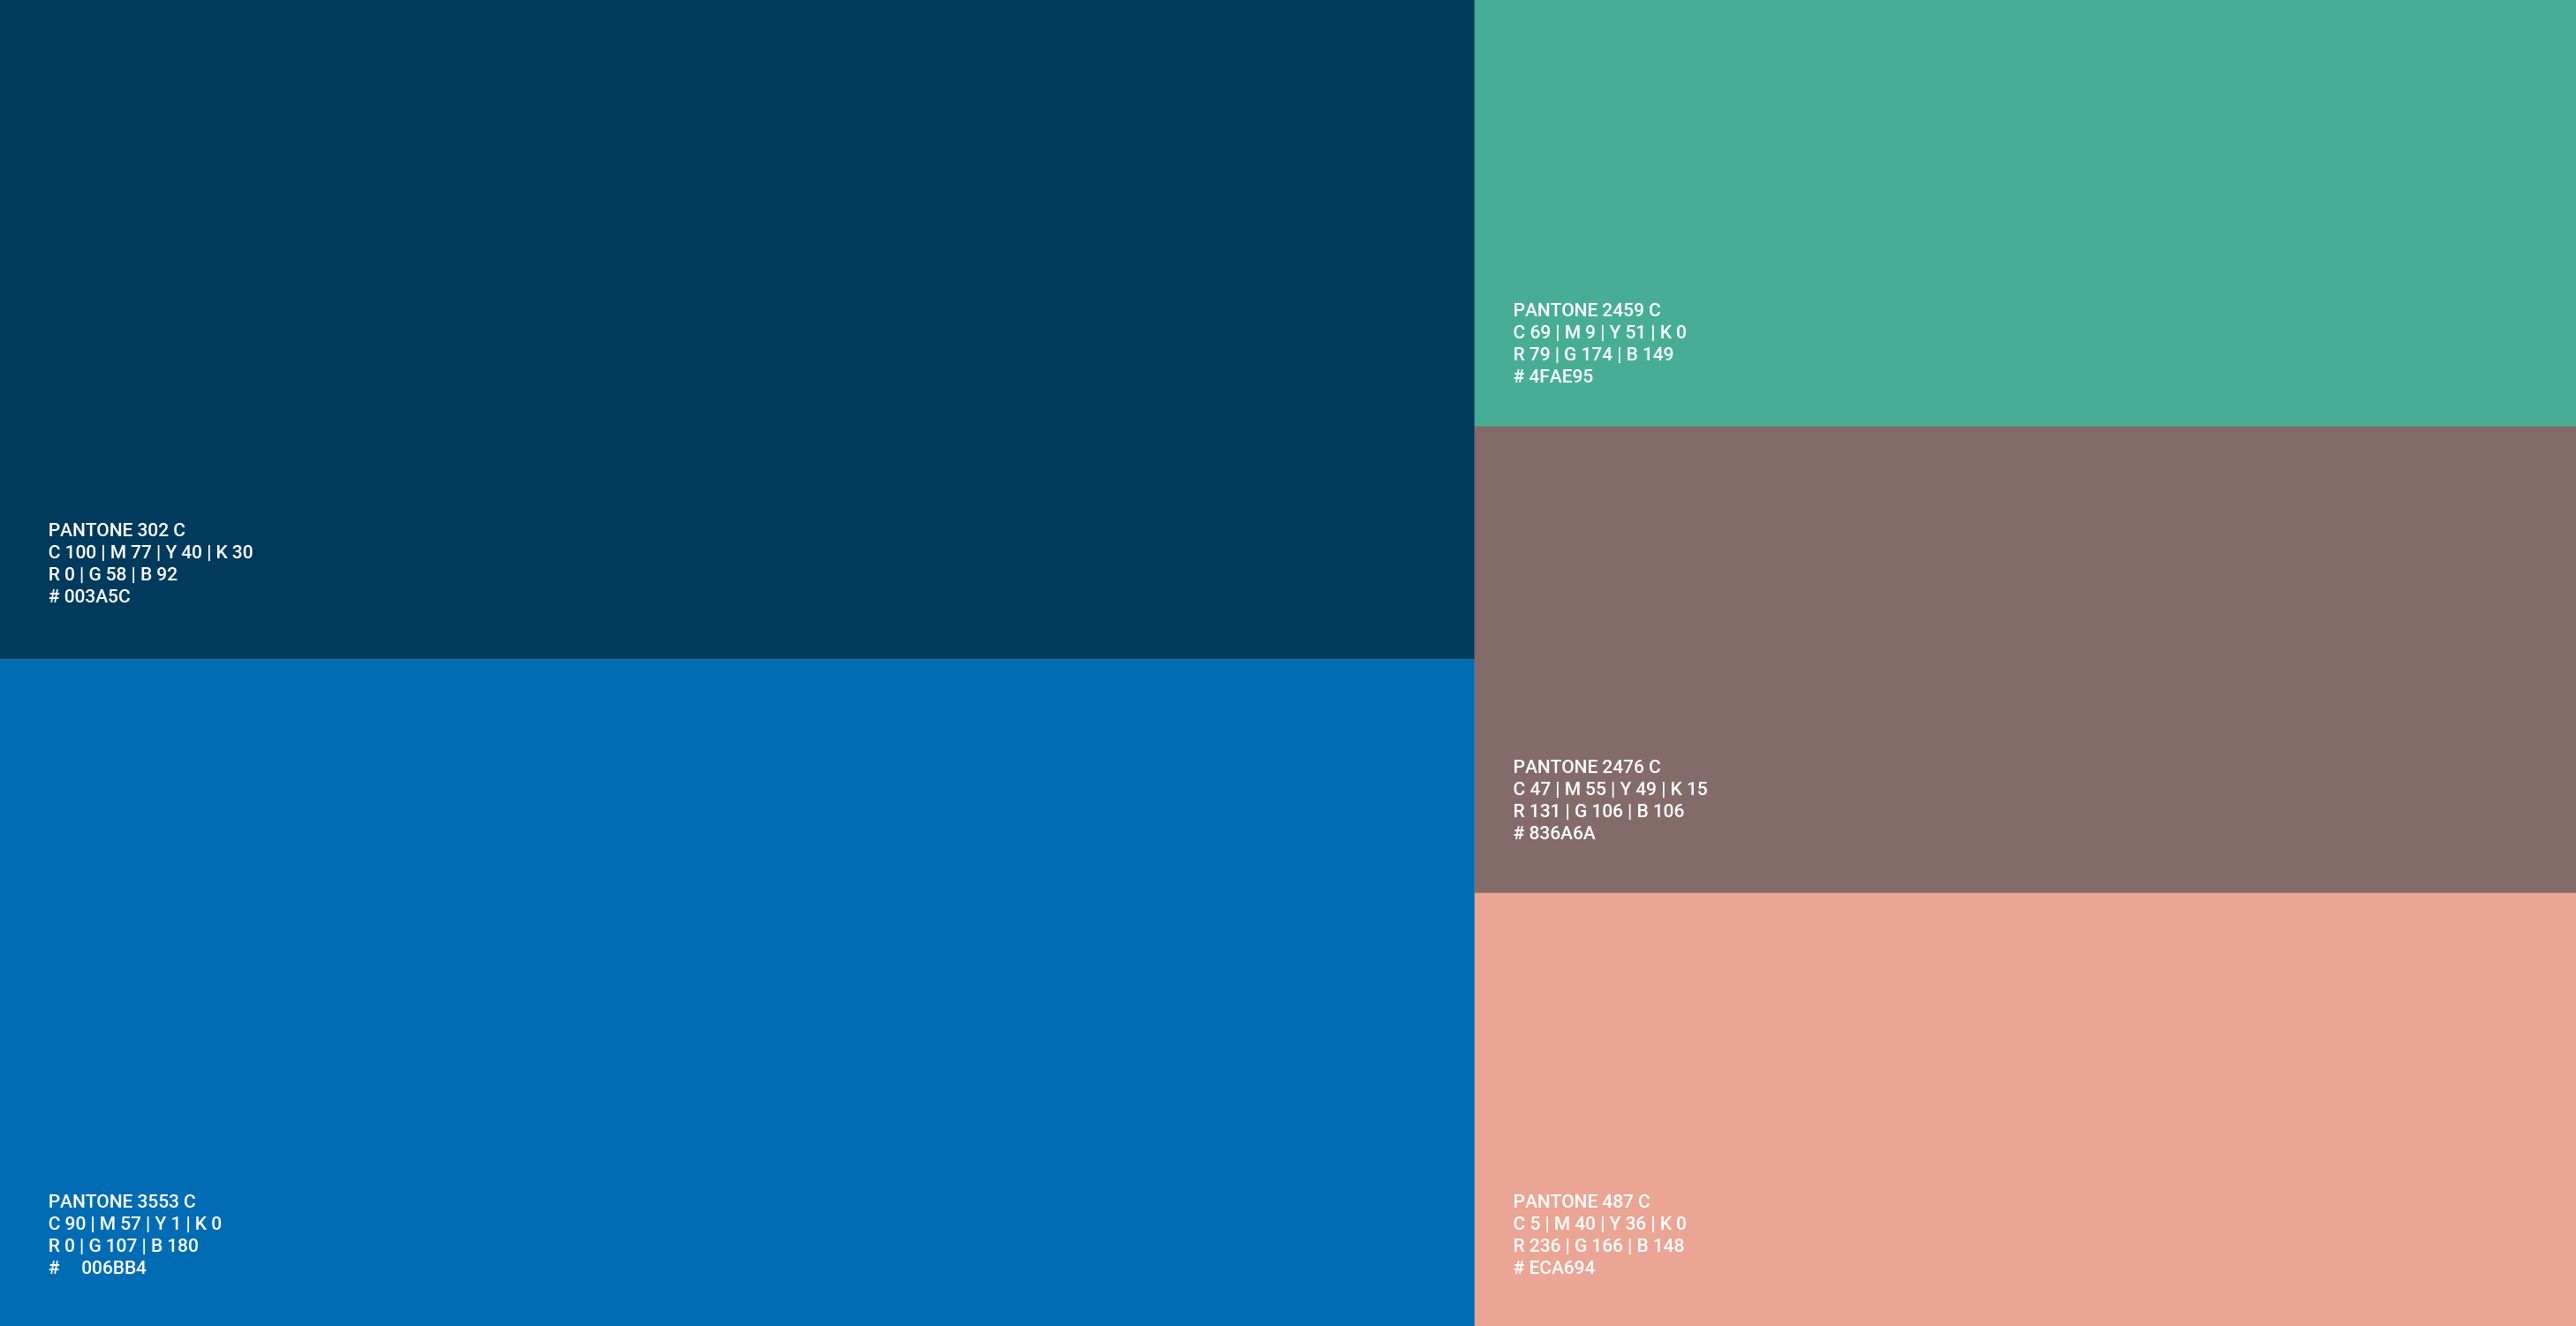 PANTONE 302 C
C 100 | M 77 | Y 40 | K 30
R 0 | G 58 | B 92
# 003A5C
PANTONE 3553 C
C 90 | M 57 | Y 1 | K 0
R 0 | G 107 | B 180
#    006BB4
PANTONE 2459 C
C 69 | M 9 | Y 51 | K 0
R 79 | G 174 | B 149
# 4FAE95
PANTONE 2476 C
C 47 | M 55 | Y 49 | K 15
R 131 | G 106 | B 106
# 836A6A
PANTONE 487 C
C 5 | M 40 | Y 36 | K 0
R 236 | G 166 | B 148
# ECA694